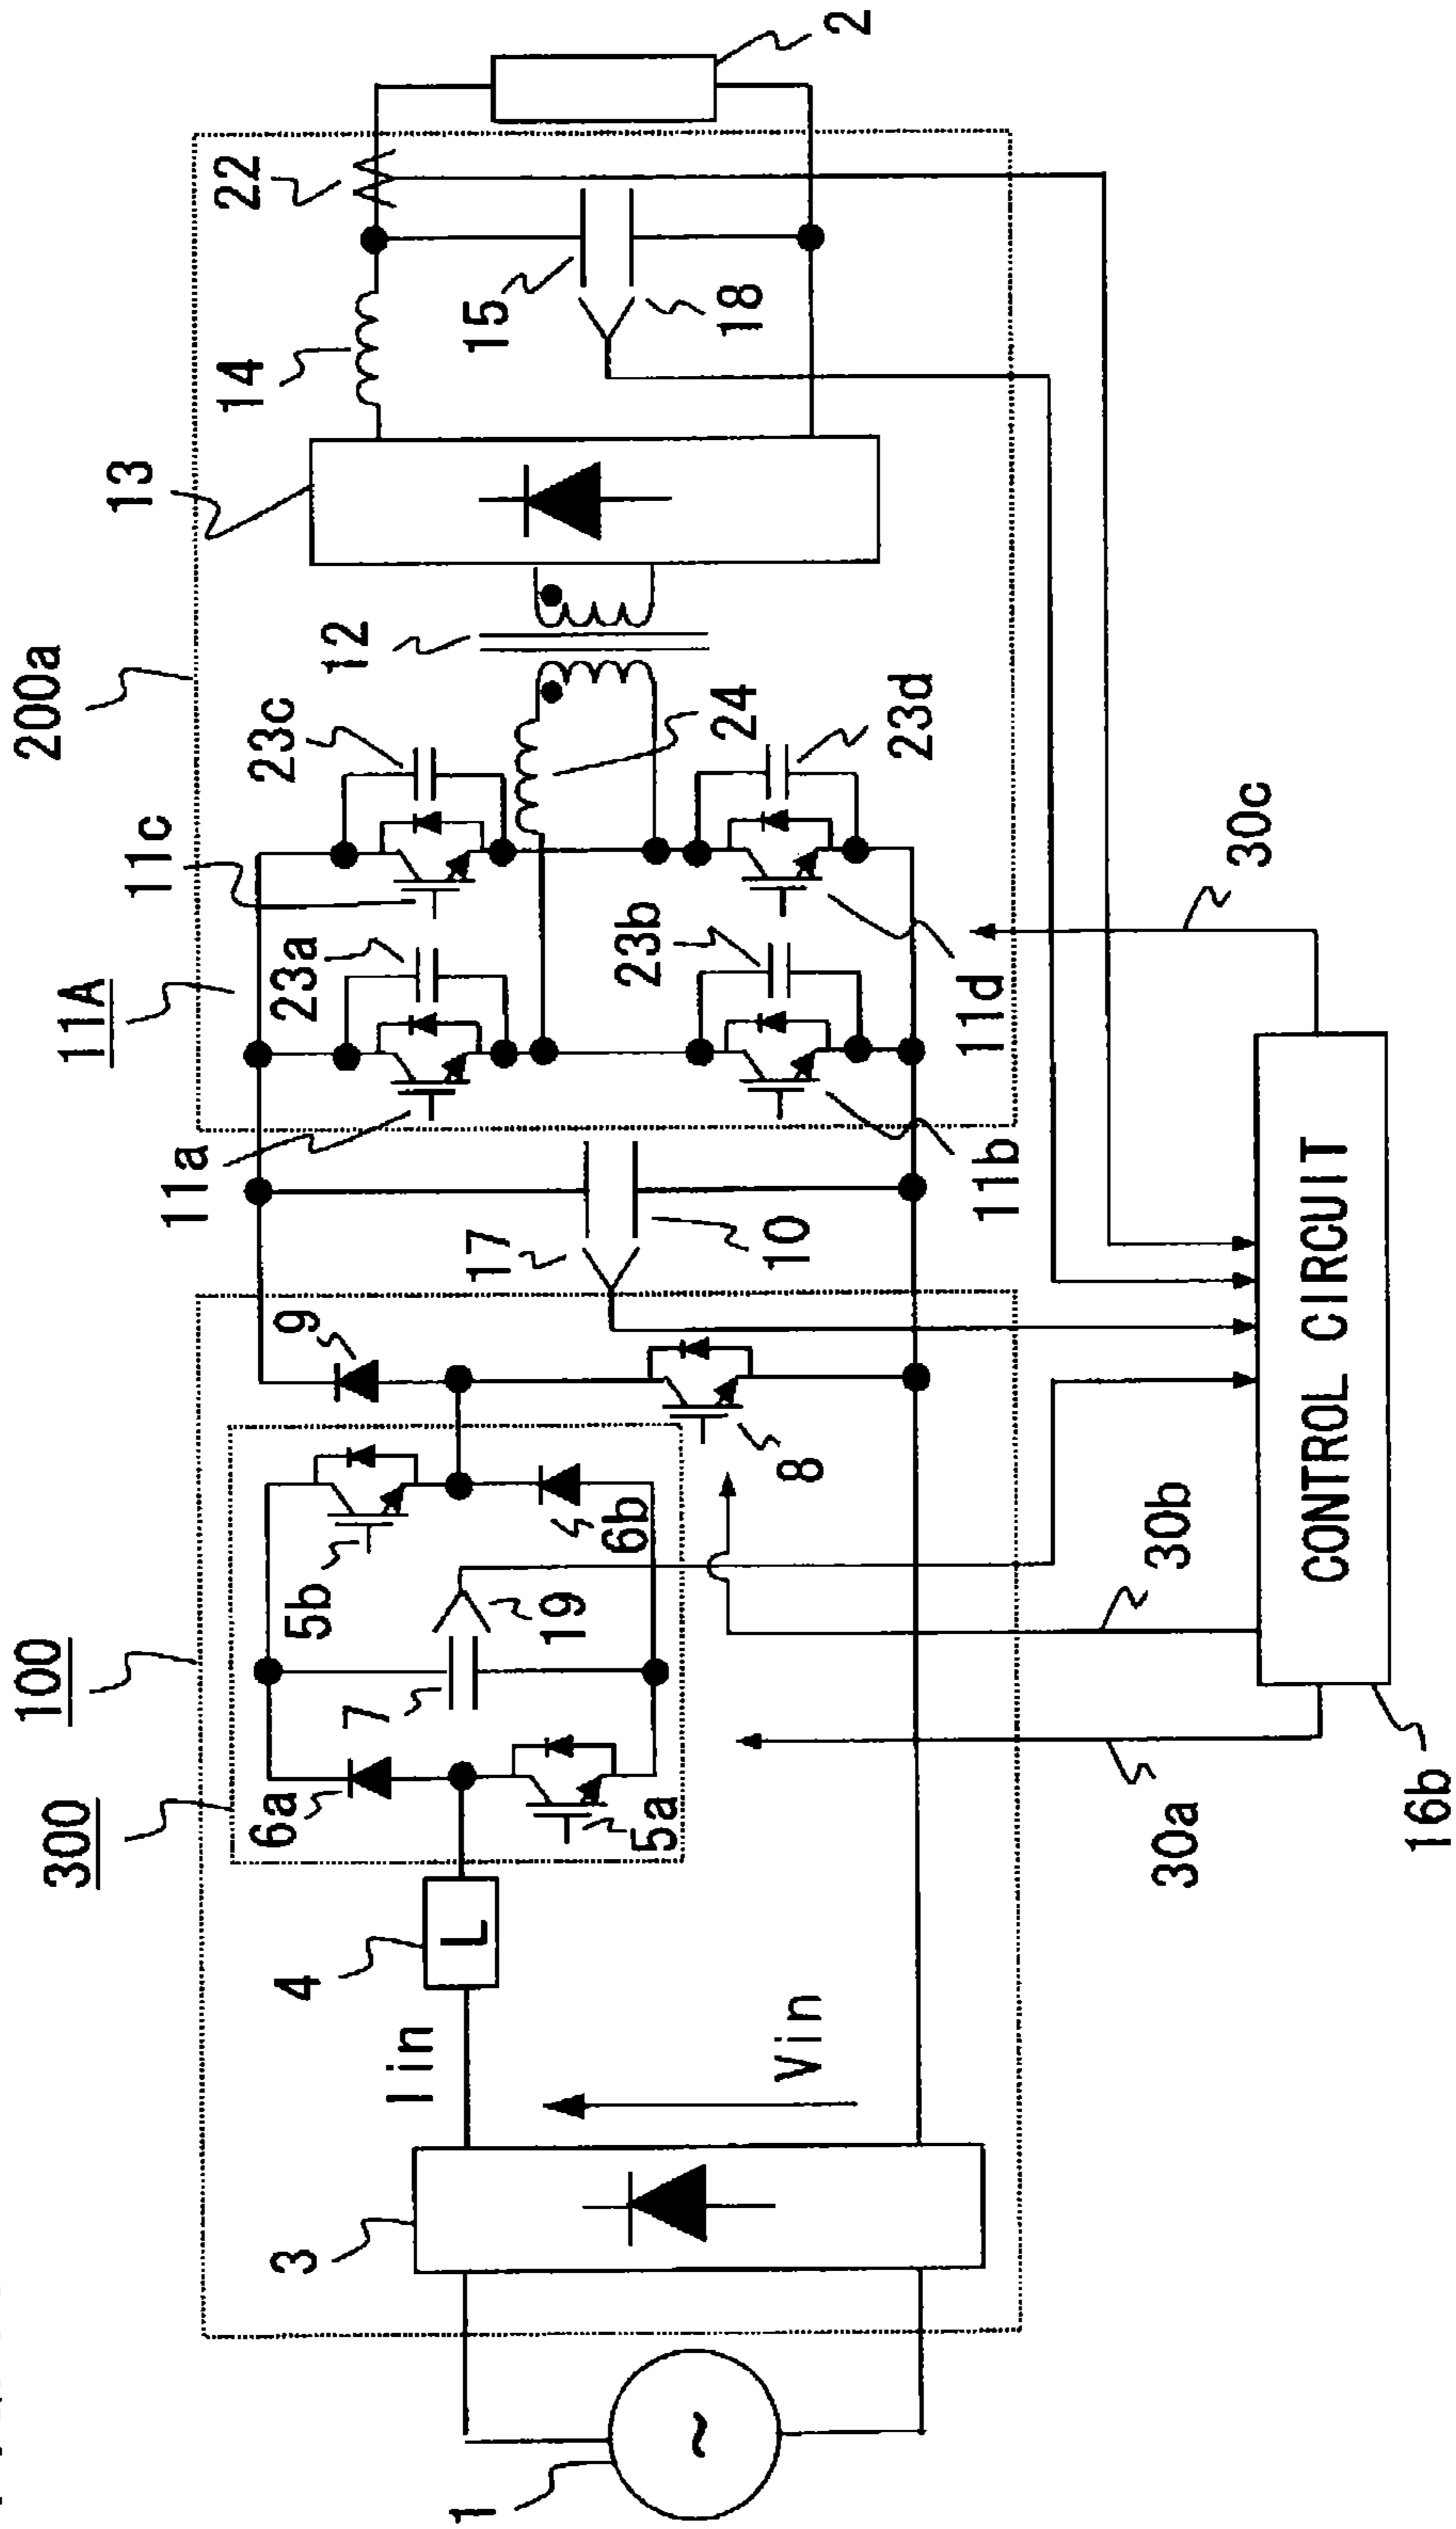 200a
11A
100
300
13
12
22
14
15
18
2
23c
11c
23a
24
23d
23b
11a
11d
11b
17
10
9
5b
6b
8
19
7
6a
5a
4
L
Iin
Vin
3
1
30c
30b
30a
CONTROL CIRCUIT
16b